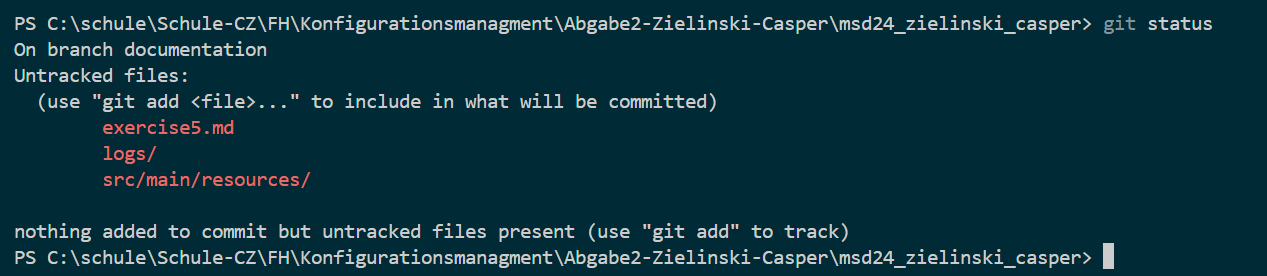 PS C:\schule\Schule-CZ\FH\Konfigurationsmanagment\Abgabe2-Zielinski-Casper\msd24_zielinski_casper> git status
On branch documentation
Untracked files:
  (use "git add <file>..." to include in what will be committed)
        exercise5.md
        logs/
        src/main/resources/

nothing added to commit but untracked files present (use "git add" to track)
PS C:\schule\Schule-CZ\FH\Konfigurationsmanagment\Abgabe2-Zielinski-Casper\msd24_zielinski_casper>